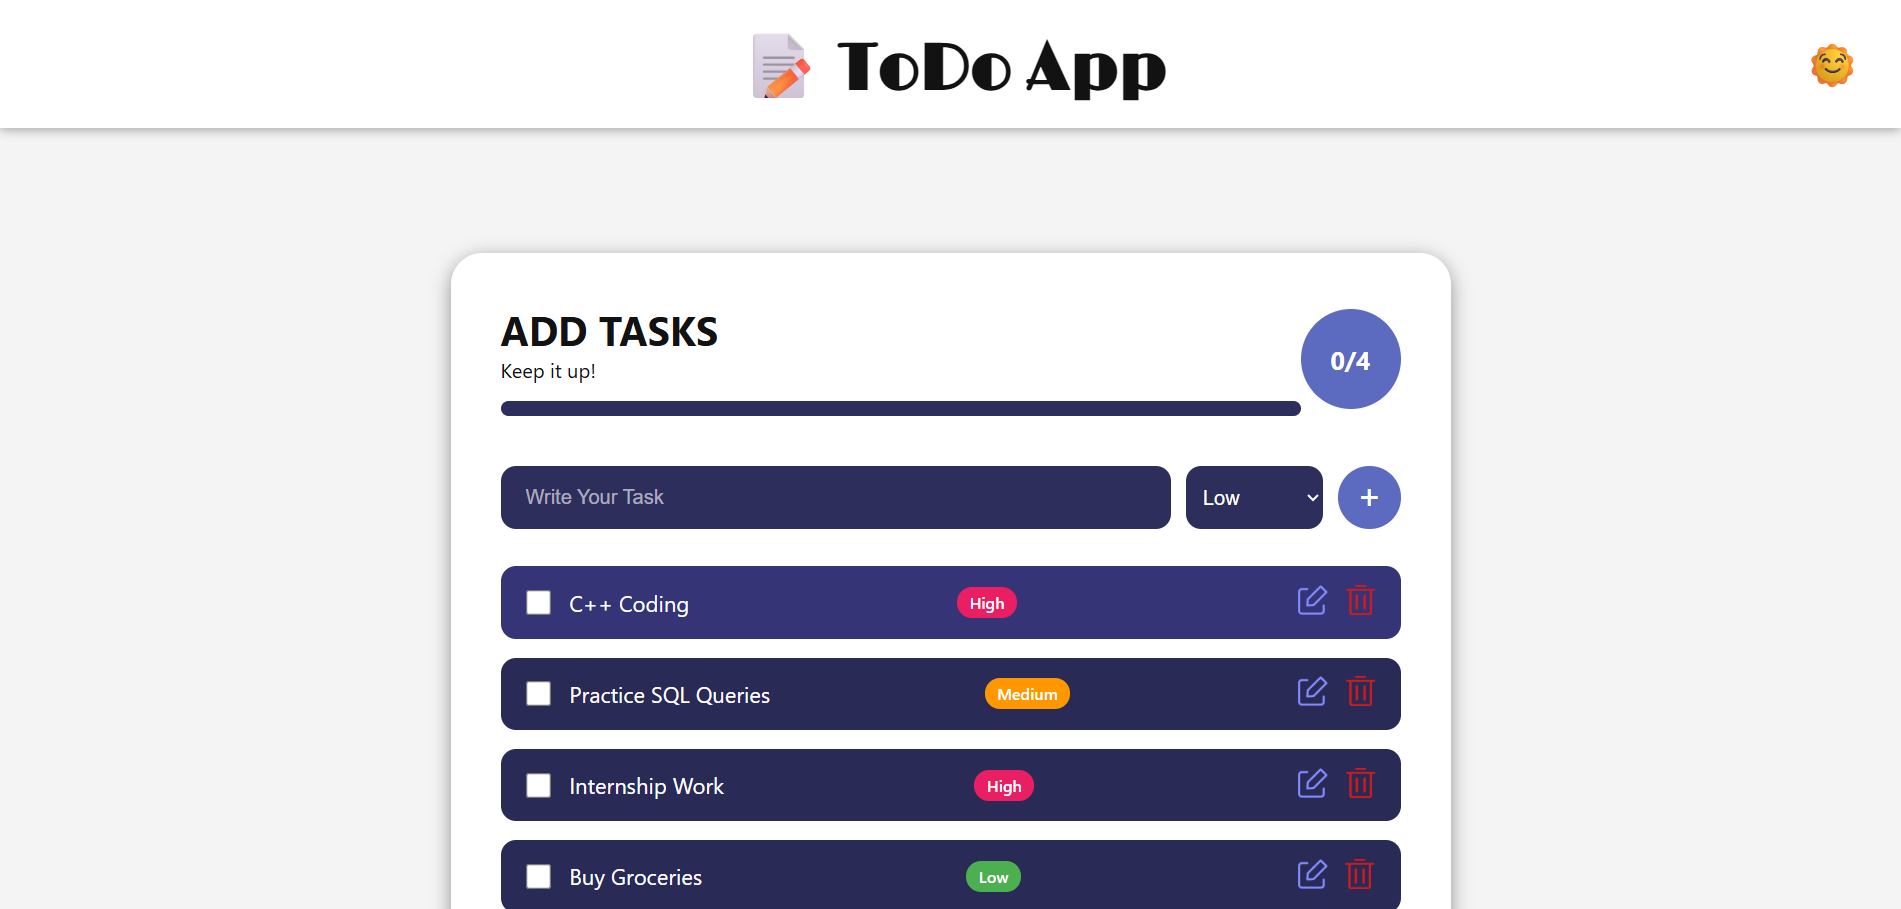 ToDo App
ADD TASKS
Keep it up!
0/4
Write Your Task
Low
+
C++ Coding
High
Practice SQL Queries
Medium
Internship Work
High
Buy Groceries
Low